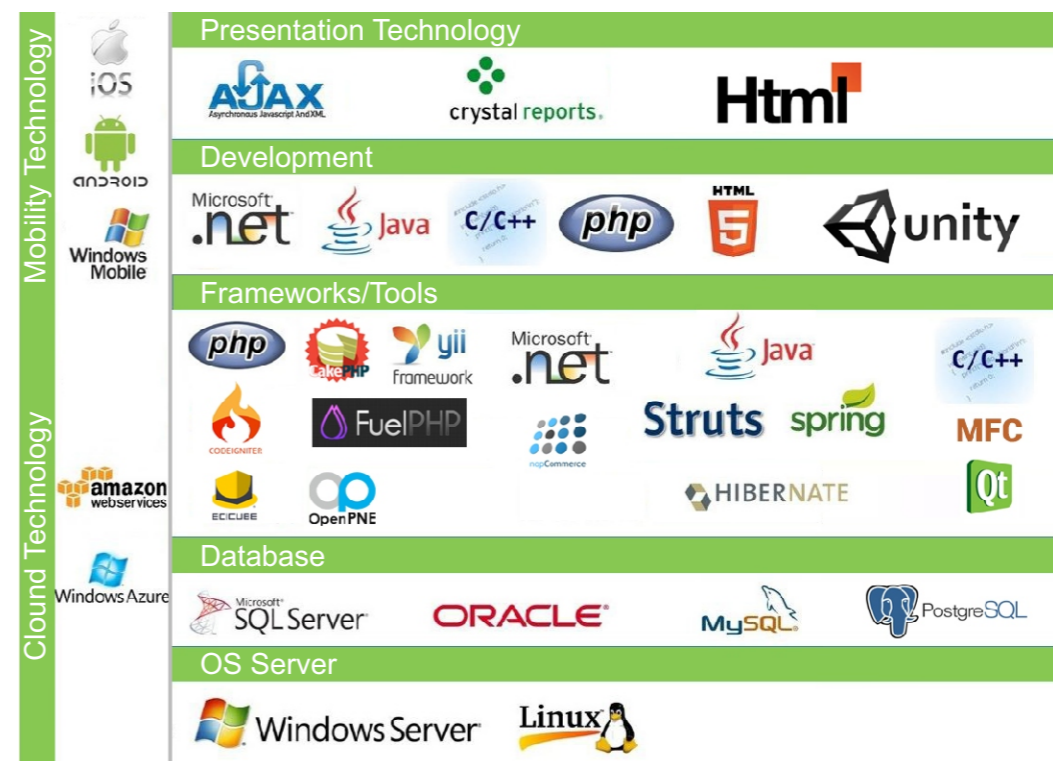 Mobility Technology
iOS
android
Windows
Mobile
Clound Technology
amazon
webservices
Windows Azure
Presentation Technology
AJAX
Asynchronous Javascript And XML
crystal reports.
Html
Development
Microsoft
.net
Java
C/C++
php
HTML
5
unity
Frameworks/Tools
php
CakePHP
yii
framework
Microsoft
.net
Java
C/C++
CODEIGNITER
FuelPHP
nopCommerce
Struts
spring
MFC
EC CUBE
OpenPNE
HIBERNATE
Qt
Database
Microsoft
SQL Server
ORACLE
MySQL
PostgreSQL
OS Server
Windows Server
Linux